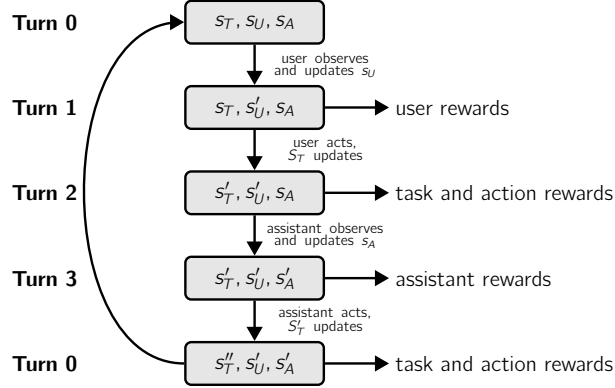 Turn 0
s_T, s_U, s_A
user observes
and updates s_U
Turn 1
s_T, s′_U, s_A
user rewards
user acts,
S_T updates
Turn 2
s′_T, s′_U, s_A
task and action rewards
assistant observes
and updates s_A
Turn 3
s′_T, s′_U, s′_A
assistant rewards
assistant acts,
S′_T updates
Turn 0
s″_T, s′_U, s′_A
task and action rewards